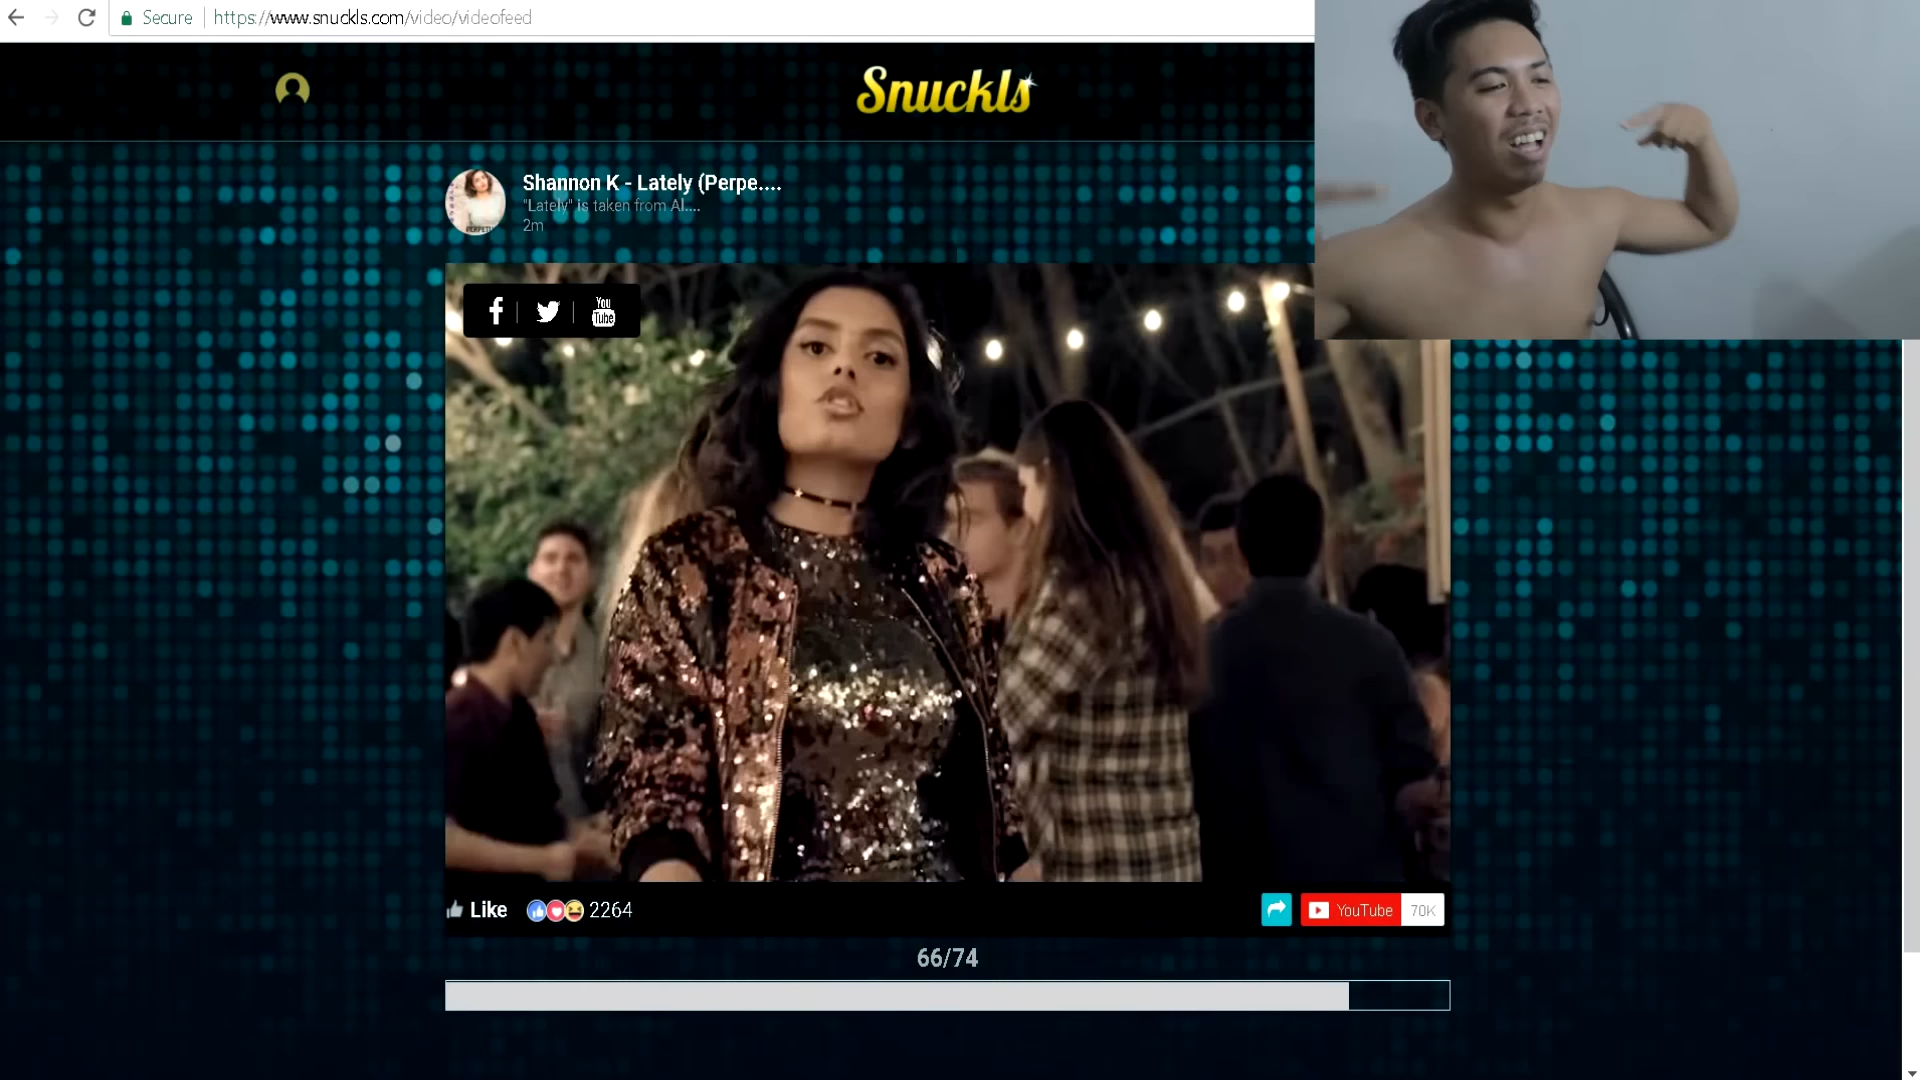 Secure
https://www.snuckls.com/video/videofeed
Snuckls
Shannon K - Lately (Perpe....
"Lately" is taken from Al....
2m
You
Tube
Like
2264
YouTube
70K
66/74